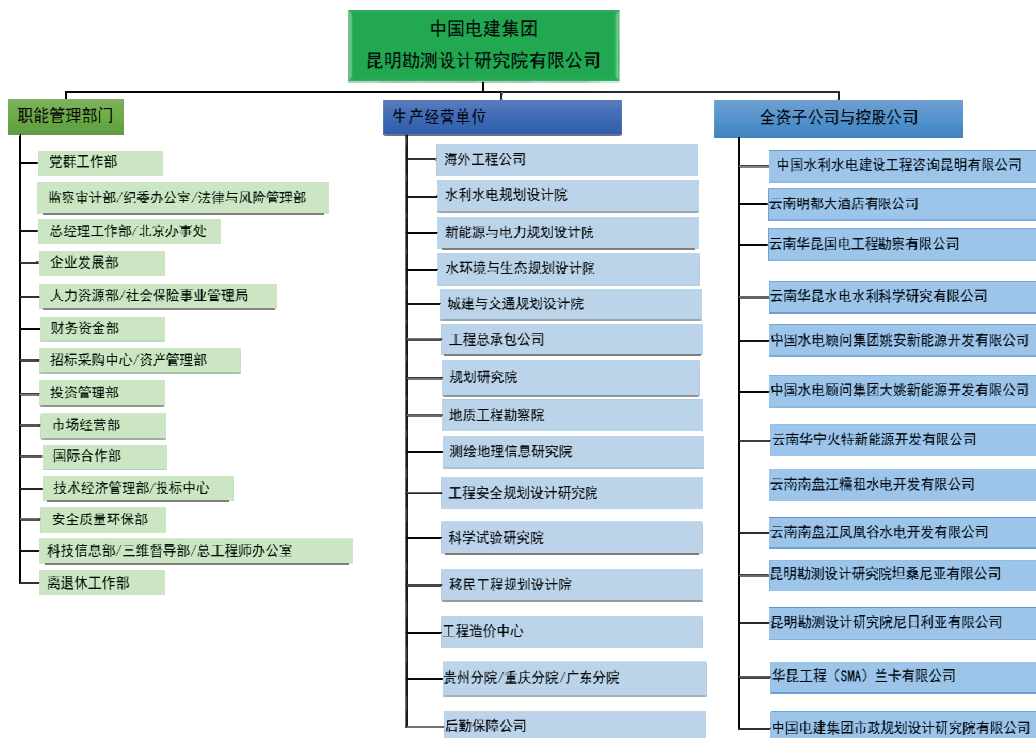 中国电建集团
昆明勘测设计研究院有限公司
职能管理部门
党群工作部
监察审计部/纪委办公室/法律与风险管理部
总经理工作部/北京办事处
企业发展部
人力资源部/社会保险事业管理局
财务资金部
招标采购中心/资产管理部
投资管理部
市场经营部
国际合作部
技术经济管理部/投标中心
安全质量环保部
科技信息部/三维督导部/总工程师办公室
离退休工作部
生产经营单位
海外工程公司
水利水电规划设计院
新能源与电力规划设计院
水环境与生态规划设计院
城建与交通规划设计院
工程总承包公司
规划研究院
地质工程勘察院
测绘地理信息研究院
工程安全规划设计研究院
科学试验研究院
移民工程规划设计院
工程造价中心
贵州分院/重庆分院/广东分院
后勤保障公司
全资子公司与控股公司
中国水利水电建设工程咨询昆明有限公司
云南明都大酒店有限公司
云南华昆国电工程勘察有限公司
云南华昆水电水利科学研究有限公司
中国水电顾问集团姚安新能源开发有限公司
中国水电顾问集团大姚新能源开发有限公司
云南华宁火特新能源开发有限公司
云南南盘江糯租水电开发有限公司
云南南盘江凤凰谷水电开发有限公司
昆明勘测设计研究院坦桑尼亚有限公司
昆明勘测设计研究院尼日利亚有限公司
华昆工程（SMA）兰卡有限公司
中国电建集团市政规划设计研究院有限公司